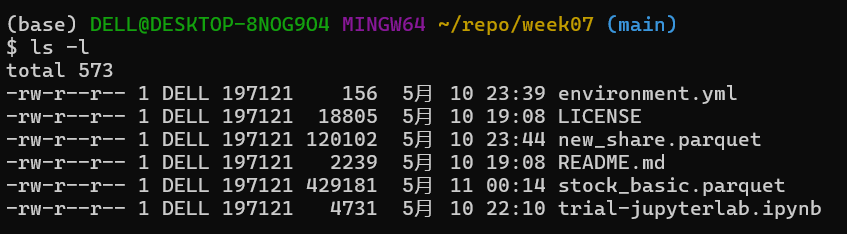 (base) DELL@DESKTOP-8NOG9O4 MINGW64 ~/repo/week07 (main)
$ ls -l
total 573
-rw-r--r-- 1 DELL 197121    156  5月 10 23:39 environment.yml
-rw-r--r-- 1 DELL 197121  18805  5月 10 19:08 LICENSE
-rw-r--r-- 1 DELL 197121 120102  5月 10 23:44 new_share.parquet
-rw-r--r-- 1 DELL 197121   2239  5月 10 19:08 README.md
-rw-r--r-- 1 DELL 197121 429181  5月 11 00:14 stock_basic.parquet
-rw-r--r-- 1 DELL 197121   4731  5月 10 22:10 trial-jupyterlab.ipynb